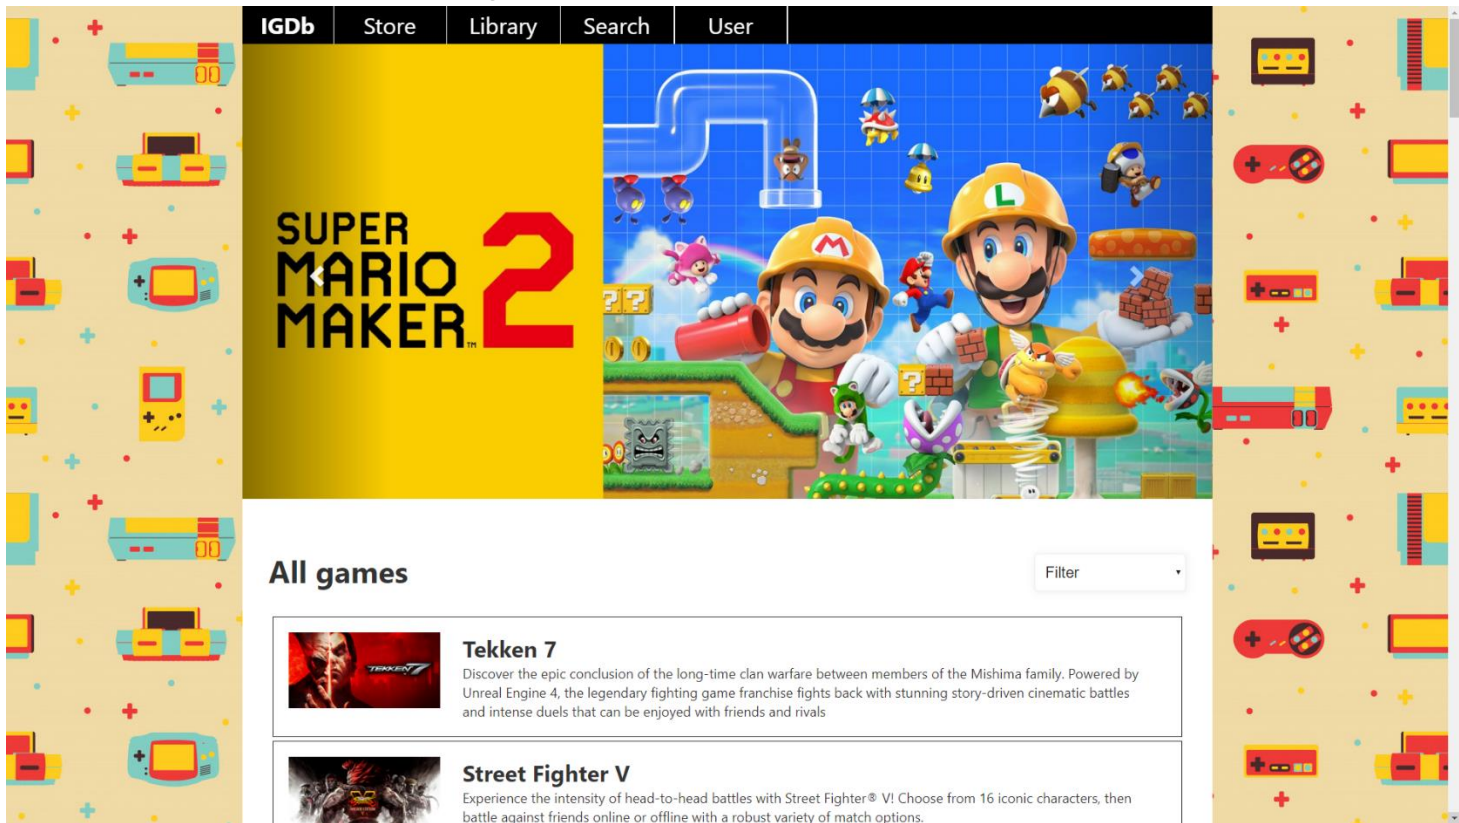 IGDb Store Library Search User
SUPER
MARIO
MAKER™ 2
All games
Filter
TEKKEN 7
Tekken 7
Discover the epic conclusion of the long-time clan warfare between members of the Mishima family. Powered by
Unreal Engine 4, the legendary fighting game franchise fights back with stunning story-driven cinematic battles
and intense duels that can be enjoyed with friends and rivals
Street Fighter V
Experience the intensity of head-to-head battles with Street Fighter® V! Choose from 16 iconic characters, then
battle against friends online or offline with a robust variety of match options.